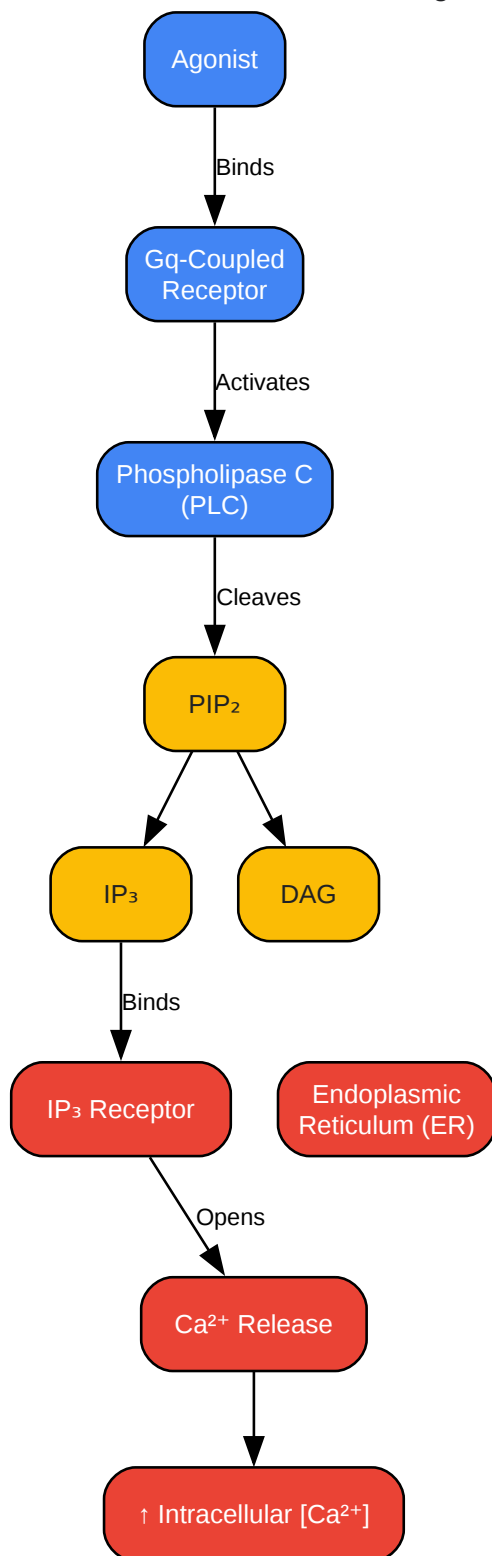 Agonist
Binds
Gq-Coupled
Receptor
Activates
Phospholipase C
(PLC)
Cleaves
PIP₂
IP₃
DAG
Binds
IP₃ Receptor
Endoplasmic
Reticulum (ER)
Opens
Ca²⁺ Release
↑ Intracellular [Ca²⁺]